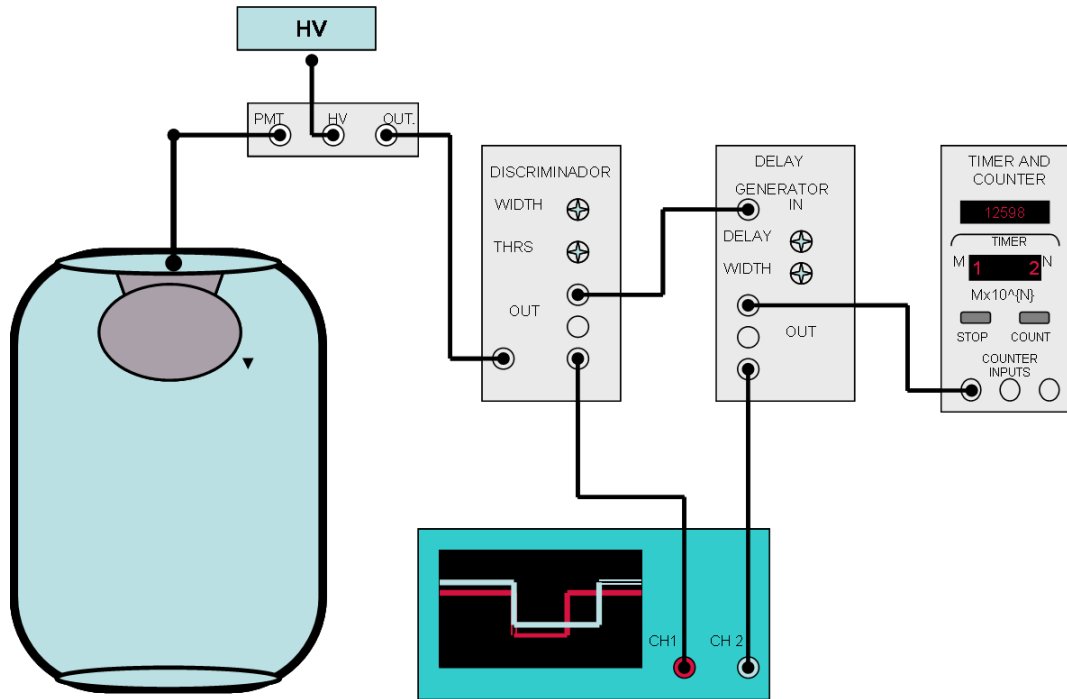 HV
PMT HV OUT.
DISCRIMINADOR
WIDTH
THRS
OUT
DELAY
GENERATOR
IN
DELAY
WIDTH
OUT
TIMER AND
COUNTER
12598
TIMER
M 1 2 N
Mx10^{N}
STOP COUNT
COUNTER
INPUTS
CH1 CH 2